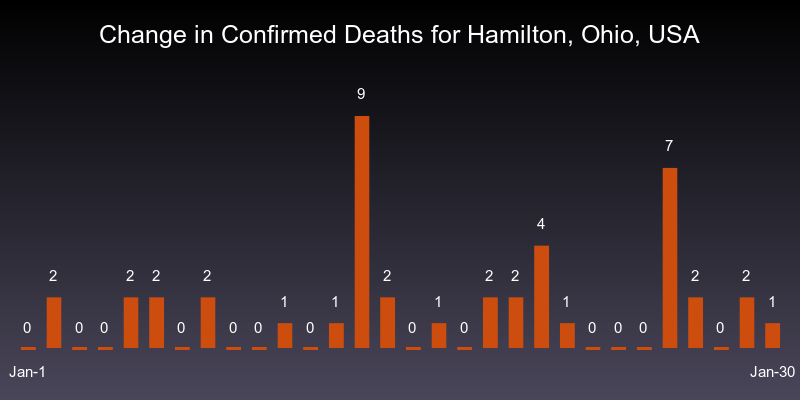 Change in Confirmed Deaths for Hamilton, Ohio, USA
0 2 0 0 2 2 0 2 0 0 1 0 1 9 2 0 1 0 2 2 4 1 0 0 0 7 2 0 2 1
Jan-1 Jan-30